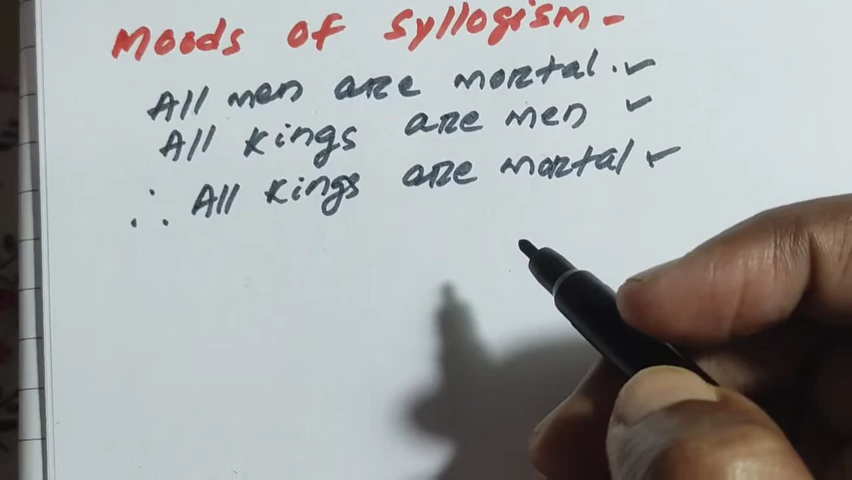 Moods of Syllogism -
All men are mortal. ✓
All Kings are men ✓
∴ All Kings are mortal ✓